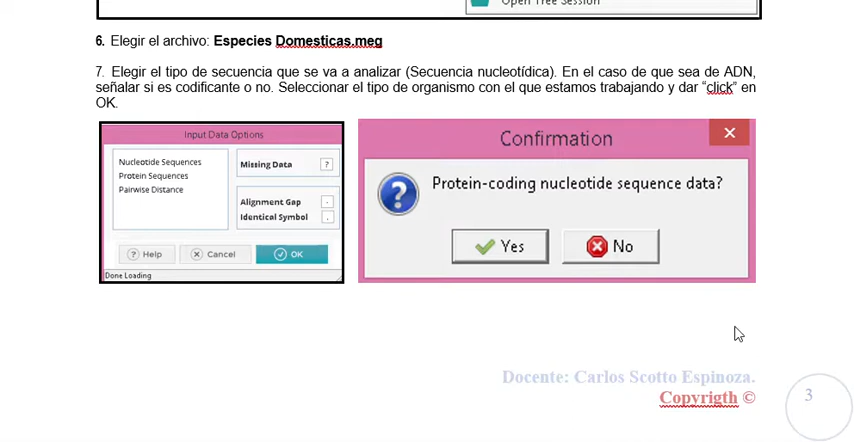 Open Tree Session
6. Elegir el archivo: Especies Domesticas.meg
7. Elegir el tipo de secuencia que se va a analizar (Secuencia nucleotídica). En el caso de que sea de ADN,
señalar si es codificante o no. Seleccionar el tipo de organismo con el que estamos trabajando y dar “click” en
OK.
Input Data Options
Nucleotide Sequences
Protein Sequences
Pairwise Distance
Missing Data ?
Alignment Gap -
Identical Symbol .
? Help
Cancel
OK
Done Loading
Confirmation
Protein-coding nucleotide sequence data?
Yes
No
Docente: Carlos Scotto Espinoza.
Copyrigth ©
3